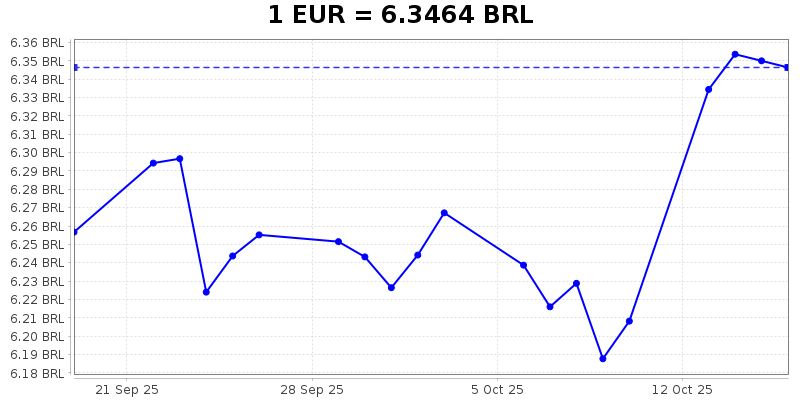 1 EUR = 6.3464 BRL
6.36 BRL
6.35 BRL
6.34 BRL
6.33 BRL
6.32 BRL
6.31 BRL
6.30 BRL
6.29 BRL
6.28 BRL
6.27 BRL
6.26 BRL
6.25 BRL
6.24 BRL
6.23 BRL
6.22 BRL
6.21 BRL
6.20 BRL
6.19 BRL
6.18 BRL
21 Sep 25 28 Sep 25 5 Oct 25 12 Oct 25